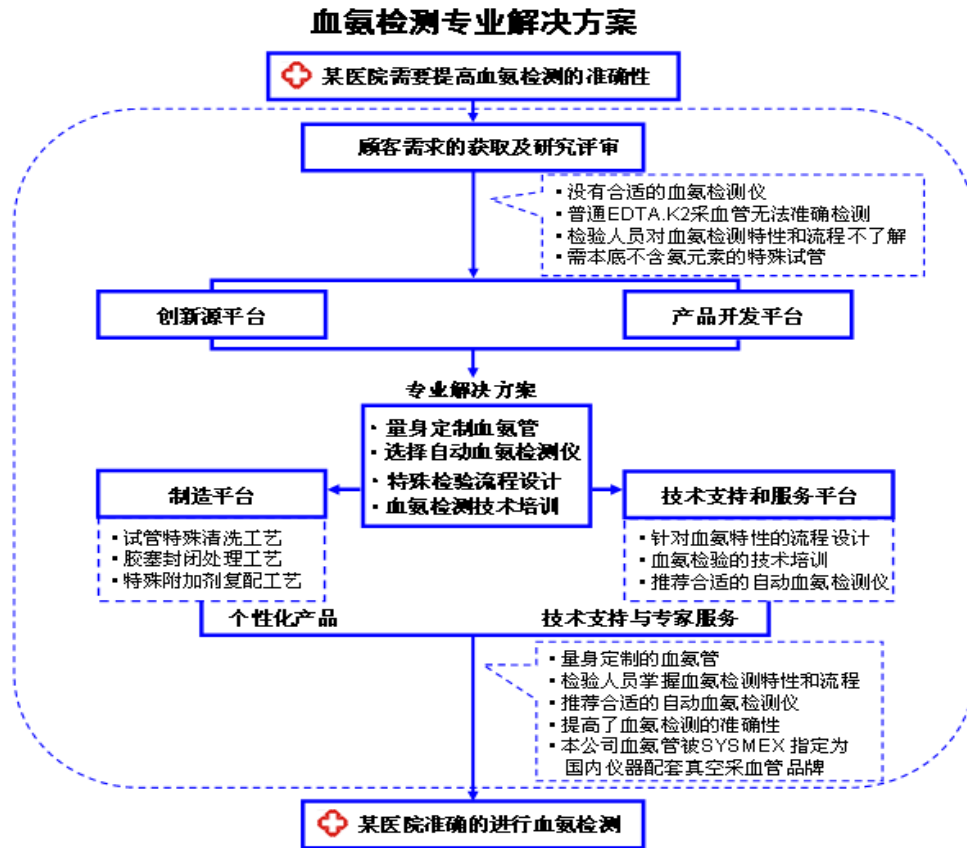 血氨检测专业解决方案
某医院需要提高血氨检测的准确性
顾客需求的获取及研究评审
▪ 没有合适的血氨检测仪
▪ 普通EDTA.K2采血管无法准确检测
▪ 检验人员对血氨检测特性和流程不了解
▪ 需本底不含氨元素的特殊试管
创新源平台
产品开发平台
专业解决方案
· 量身定制血氨管
· 选择自动血氨检测仪
· 特殊检验流程设计
· 血氨检测技术培训
制造平台
▪ 试管特殊清洗工艺
▪ 胶塞封闭处理工艺
▪ 特殊附加剂复配工艺
技术支持和服务平台
▪ 针对血氨特性的流程设计
▪ 血氨检验的技术培训
▪ 推荐合适的自动血氨检测仪
个性化产品
技术支持与专家服务
▪ 量身定制的血氨管
▪ 检验人员掌握血氨检测特性和流程
▪ 推荐合适的自动血氨检测仪
▪ 提高了血氨检测的准确性
▪ 本公司血氨管被SYSMEX 指定为
国内仪器配套真空采血管品牌
某医院准确的进行血氨检测